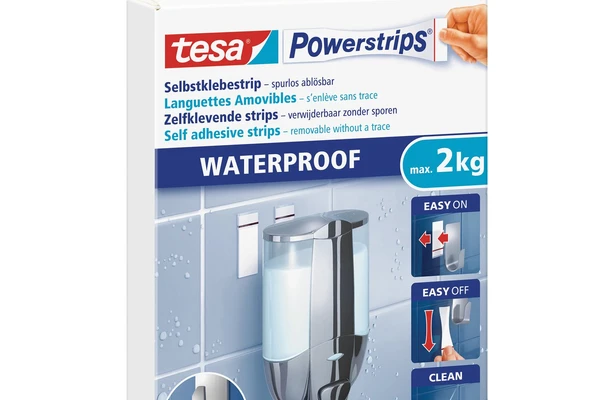 tesa Powerstrips®
Selbstklebestrip – spurlos ablösbar
Languettes Amovibles – s'enlève sans trace
Zelfklevende strips – verwijderbaar zonder sporen
Self adhesive strips – removable without a trace
WATERPROOF
max. 2kg
EASY ON
EASY OFF
CLEAN